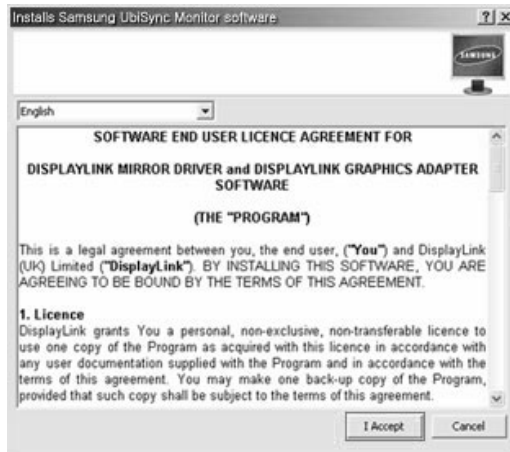 Installs Samsung UbiSync Monitor software
SAMSUNG
English
SOFTWARE END USER LICENCE AGREEMENT FOR
DISPLAYLINK MIRROR DRIVER and DISPLAYLINK GRAPHICS ADAPTER
SOFTWARE
(THE "PROGRAM")
This is a legal agreement between you, the end user, ("You") and DisplayLink
(UK) Limited ("DisplayLink"). BY INSTALLING THIS SOFTWARE, YOU ARE
AGREEING TO BE BOUND BY THE TERMS OF THIS AGREEMENT.
1. Licence
DisplayLink grants You a personal, non-exclusive, non-transferable licence to
use one copy of the Program as acquired with this licence in accordance with
any user documentation supplied with the Program and in accordance with the
terms of this agreement. You may make one back-up copy of the Program,
provided that such copy shall be subject to the terms of this agreement.
I Accept
Cancel